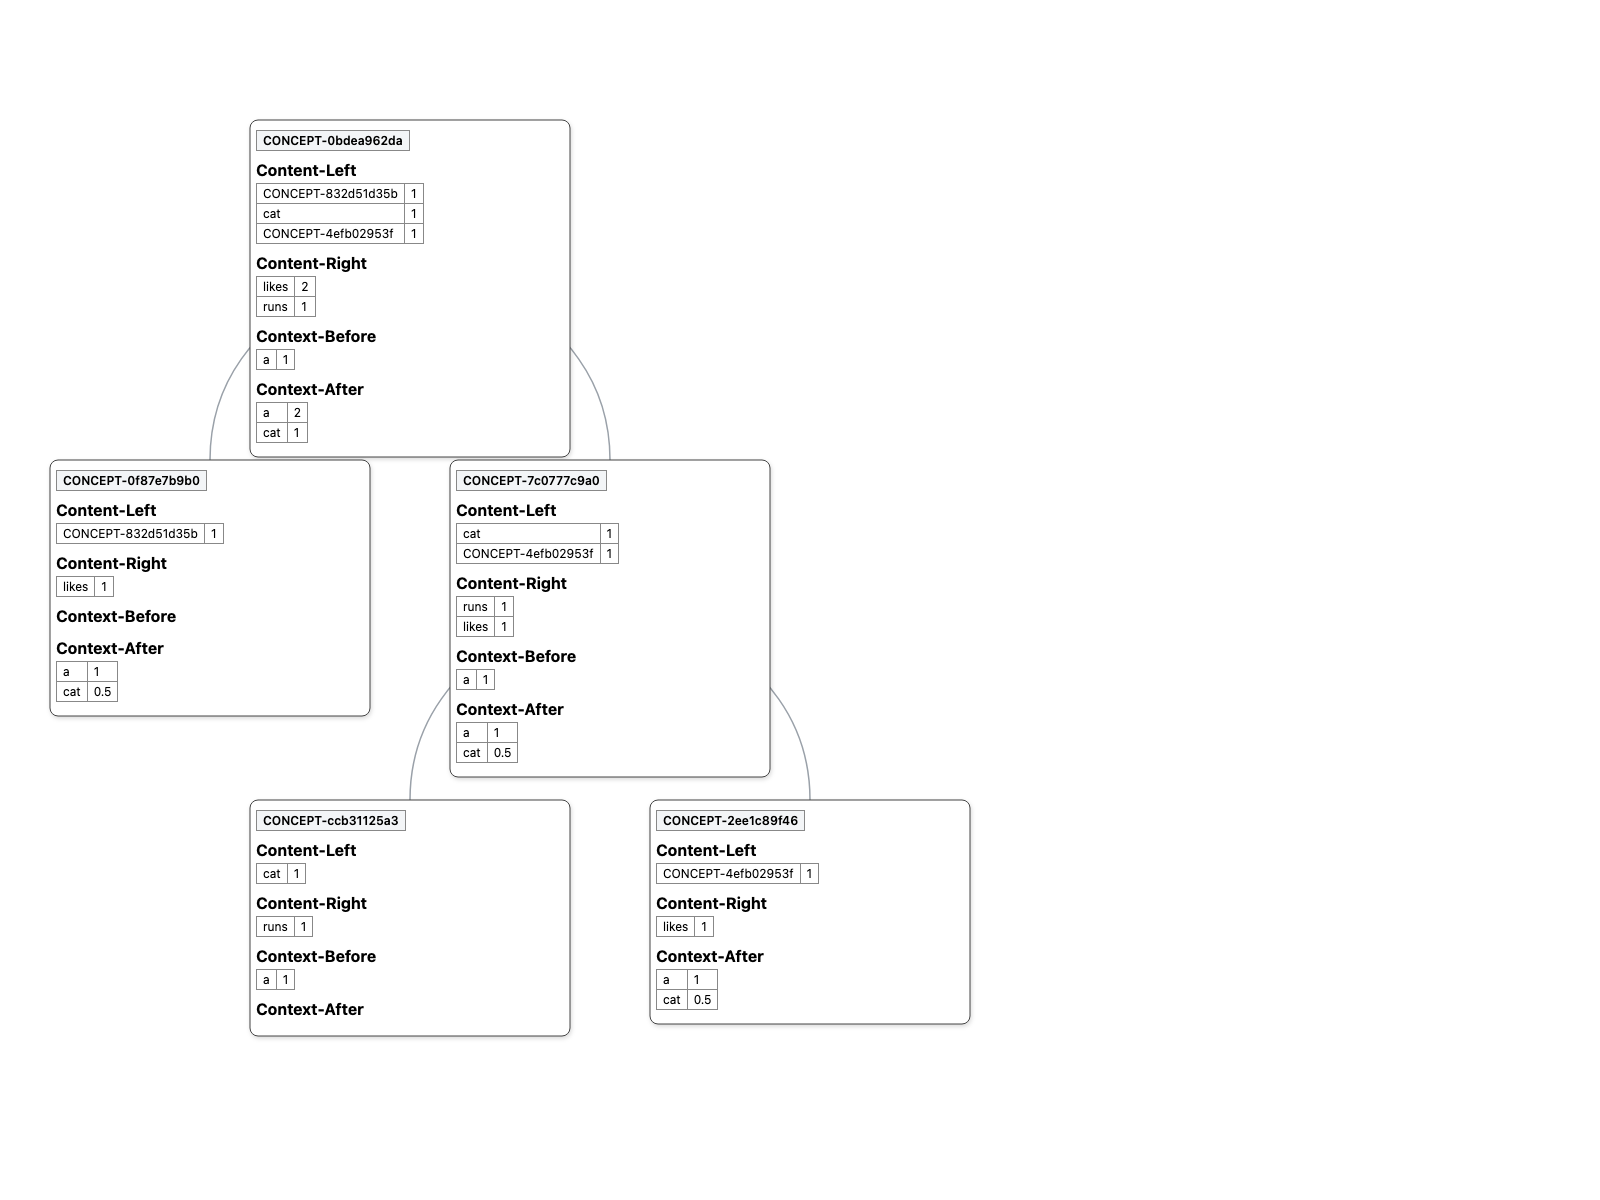 CONCEPT-0bdea962da
Content-Left
CONCEPT-832d51d35b 1
cat 1
CONCEPT-4efb02953f 1
Content-Right
likes 2
runs 1
Context-Before
a 1
Context-After
a 2
cat 1
CONCEPT-0f87e7b9b0
Content-Left
CONCEPT-832d51d35b 1
Content-Right
likes 1
Context-Before
Context-After
a 1
cat 0.5
CONCEPT-7c0777c9a0
Content-Left
cat 1
CONCEPT-4efb02953f 1
Content-Right
runs 1
likes 1
Context-Before
a 1
Context-After
a 1
cat 0.5
CONCEPT-ccb31125a3
Content-Left
cat 1
Content-Right
runs 1
Context-Before
a 1
Context-After
CONCEPT-2ee1c89f46
Content-Left
CONCEPT-4efb02953f 1
Content-Right
likes 1
Context-After
a 1
cat 0.5